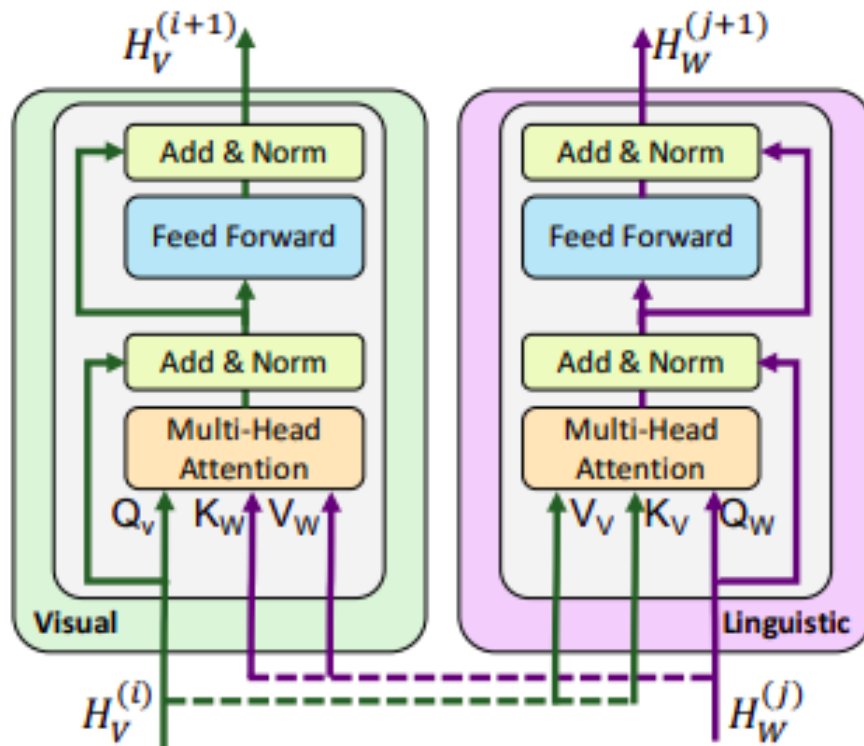 H_V^{(i+1)}
Add & Norm
Feed Forward
Add & Norm
Multi-Head
Attention
Q_v K_W V_W
Visual
H_V^{(i)}
H_W^{(j+1)}
Add & Norm
Feed Forward
Add & Norm
Multi-Head
Attention
V_V K_V Q_W
Linguistic
H_W^{(j)}